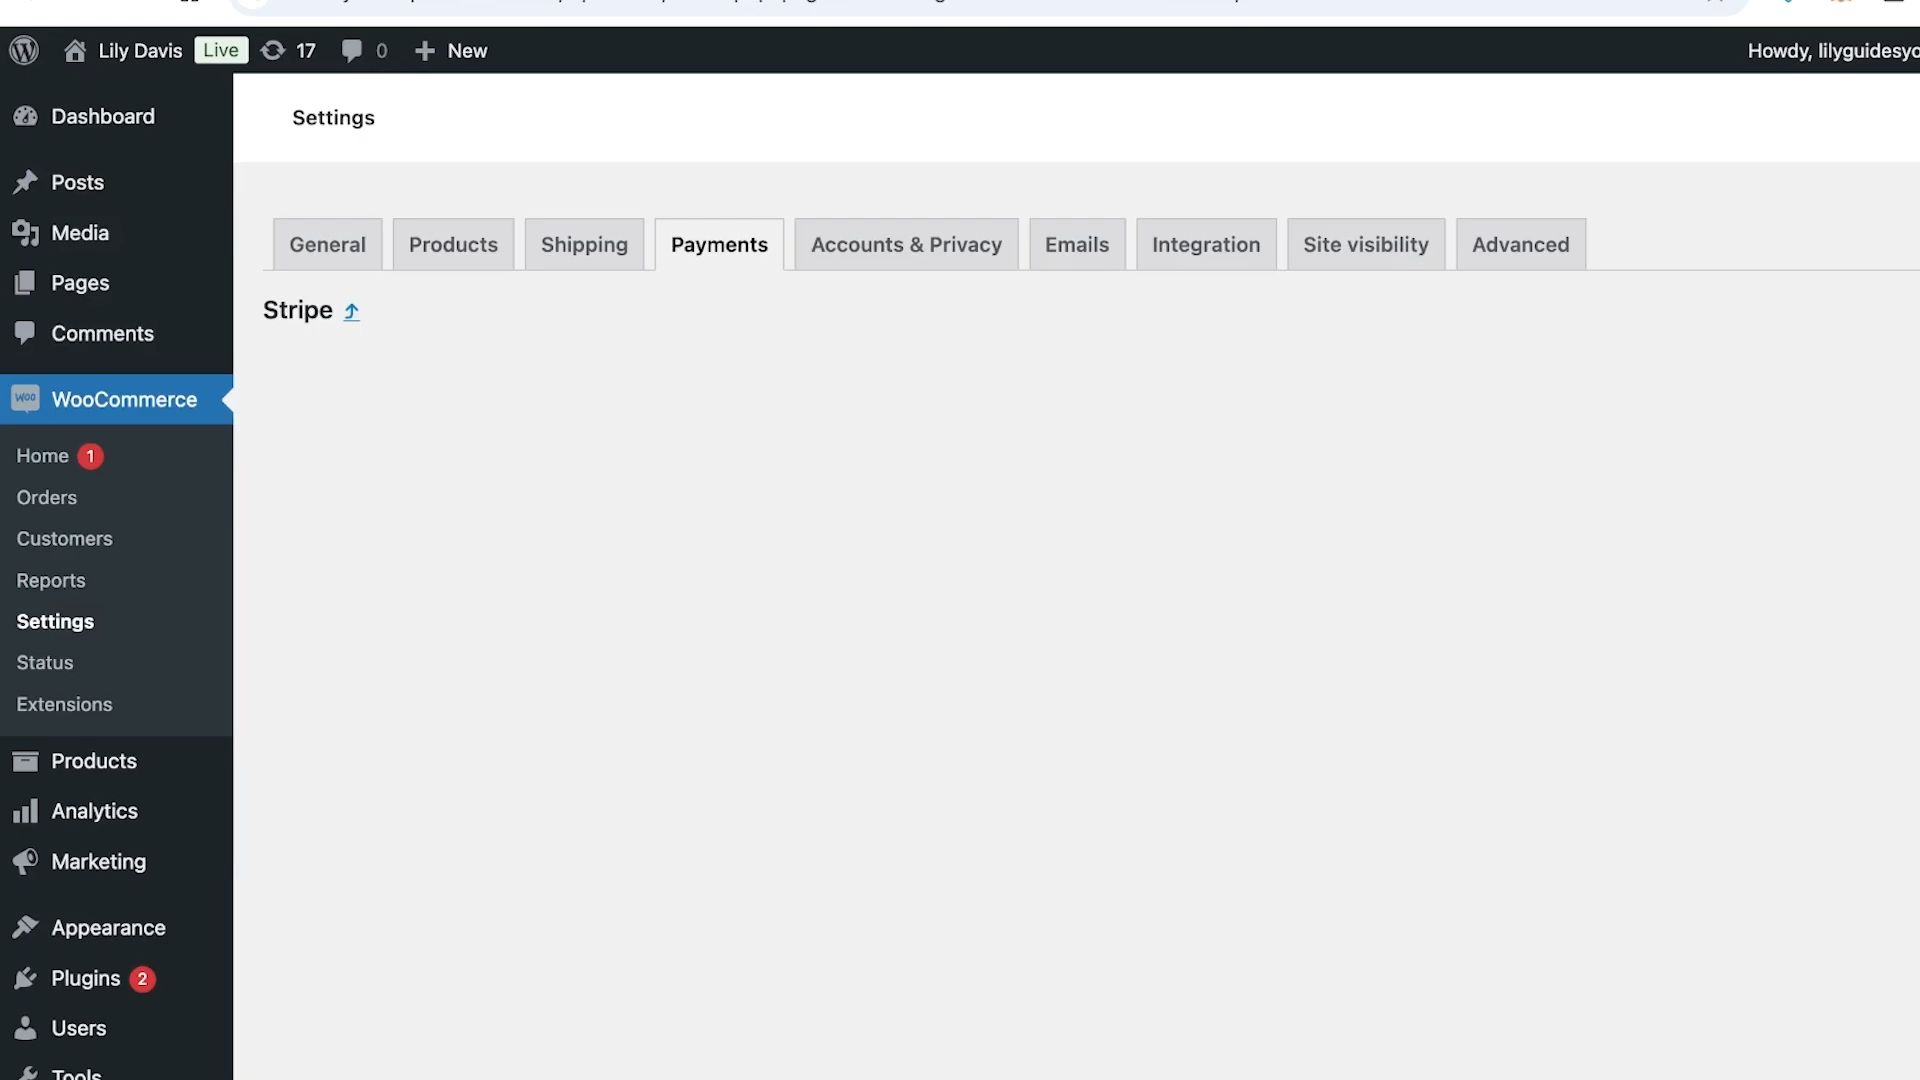 Lily Davis Live 17 0 New
Howdy, lilyguidesyo
Dashboard
Posts
Media
Pages
Comments
WooCommerce
Home 1
Orders
Customers
Reports
Settings
Status
Extensions
Products
Analytics
Marketing
Appearance
Plugins 2
Users
Tools
Settings
General Products Shipping Payments Accounts & Privacy Emails Integration Site visibility Advanced
Stripe